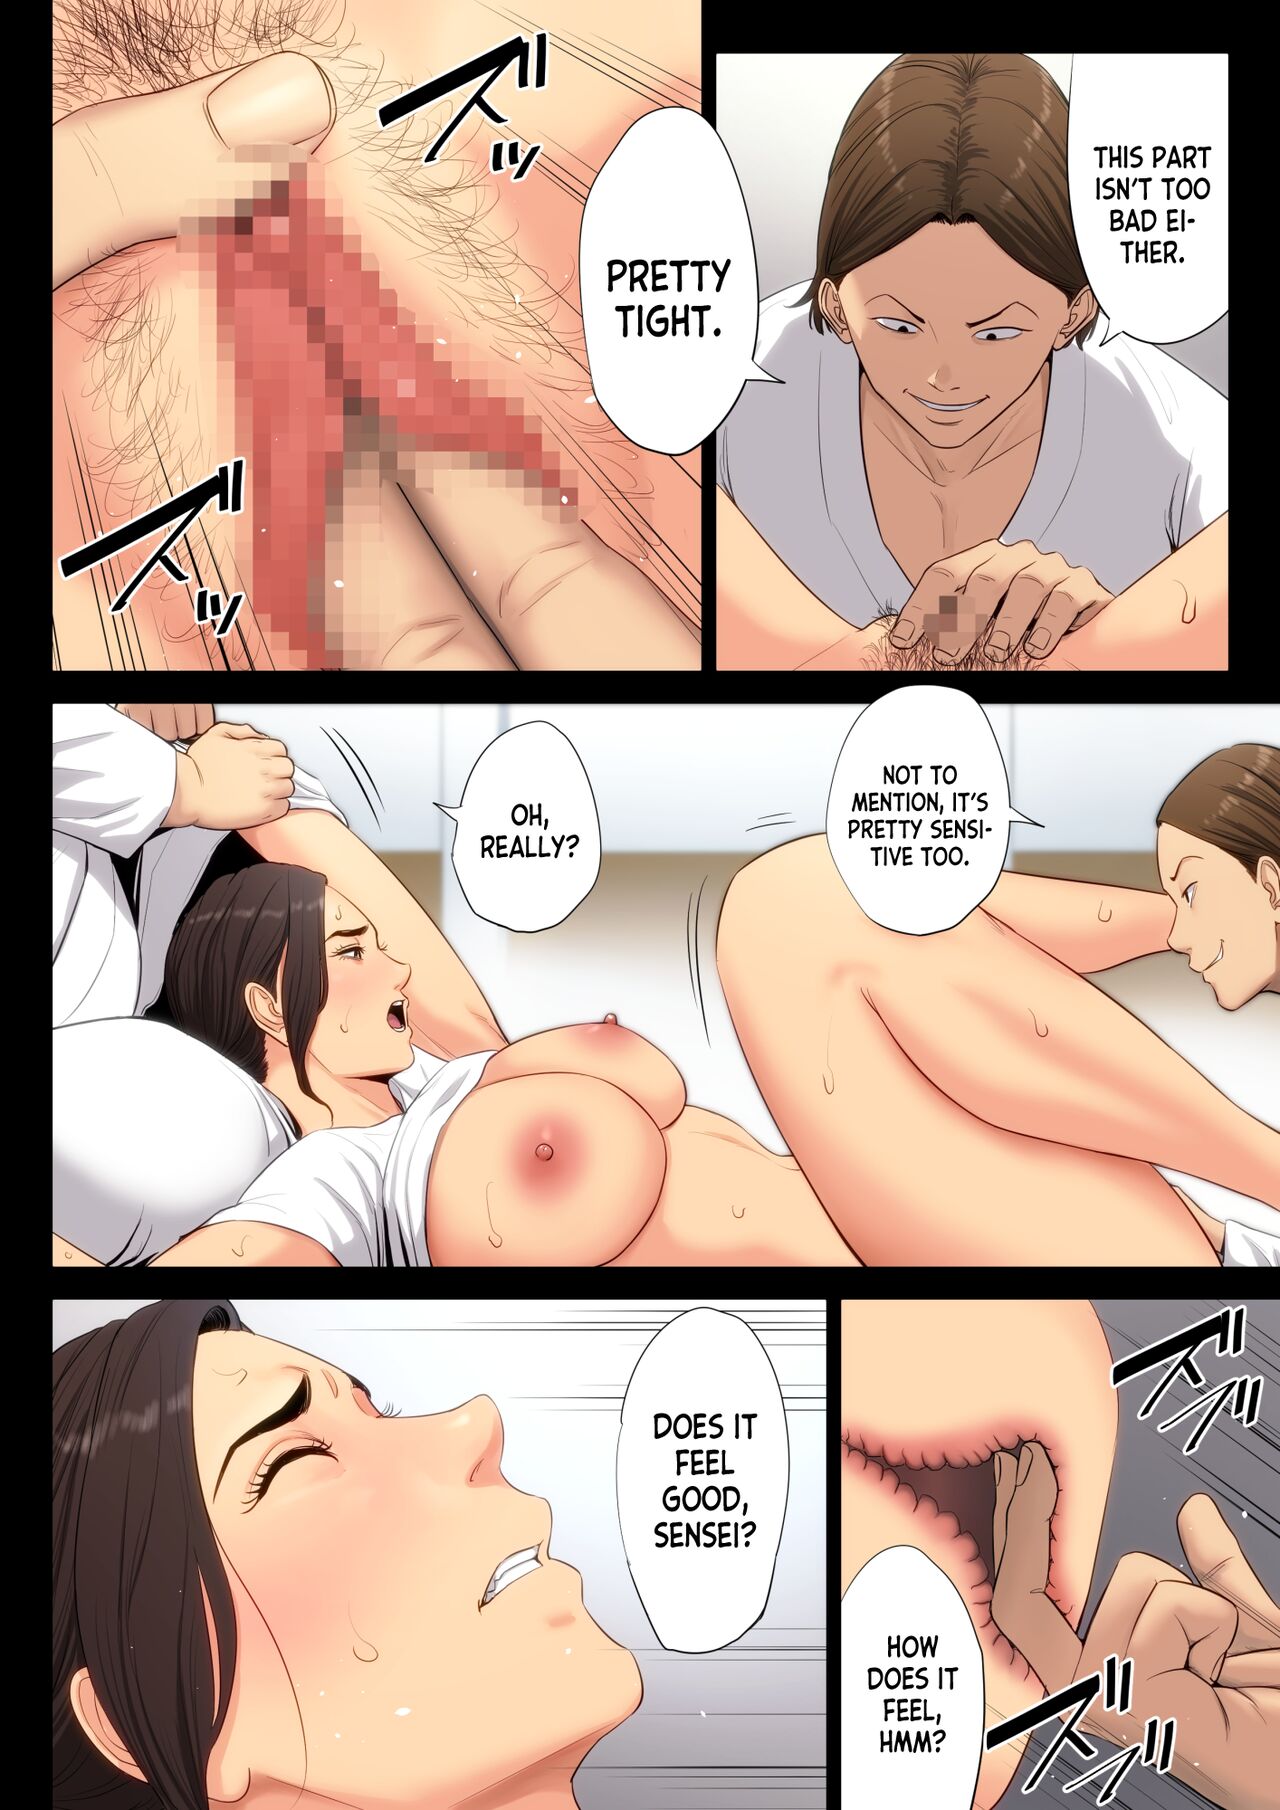 THIS PART
ISN'T TOO
BAD EI-
THER.
PRETTY
TIGHT.
ズッ
ズッ
NOT TO
MENTION, IT'S
PRETTY SENSI-
TIVE TOO.
OH,
REALLY?
ズブ
HOW
DOES IT
FEEL,
HMM?
ズブ
DOES IT
FEEL
GOOD,
SENSEI?